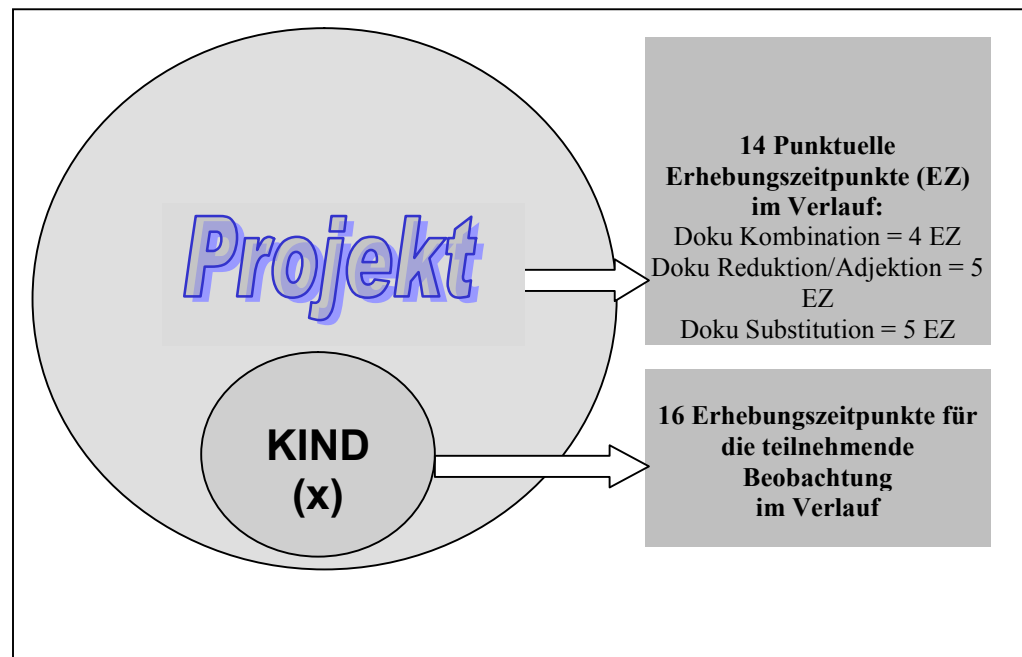 Projekt
14 Punktuelle
Erhebungszeitpunkte (EZ)
im Verlauf:
Doku Kombination = 4 EZ
Doku Reduktion/Adjektion = 5
EZ
Doku Substitution = 5 EZ
KIND
(x)
16 Erhebungszeitpunkte für
die teilnehmende
Beobachtung
im Verlauf